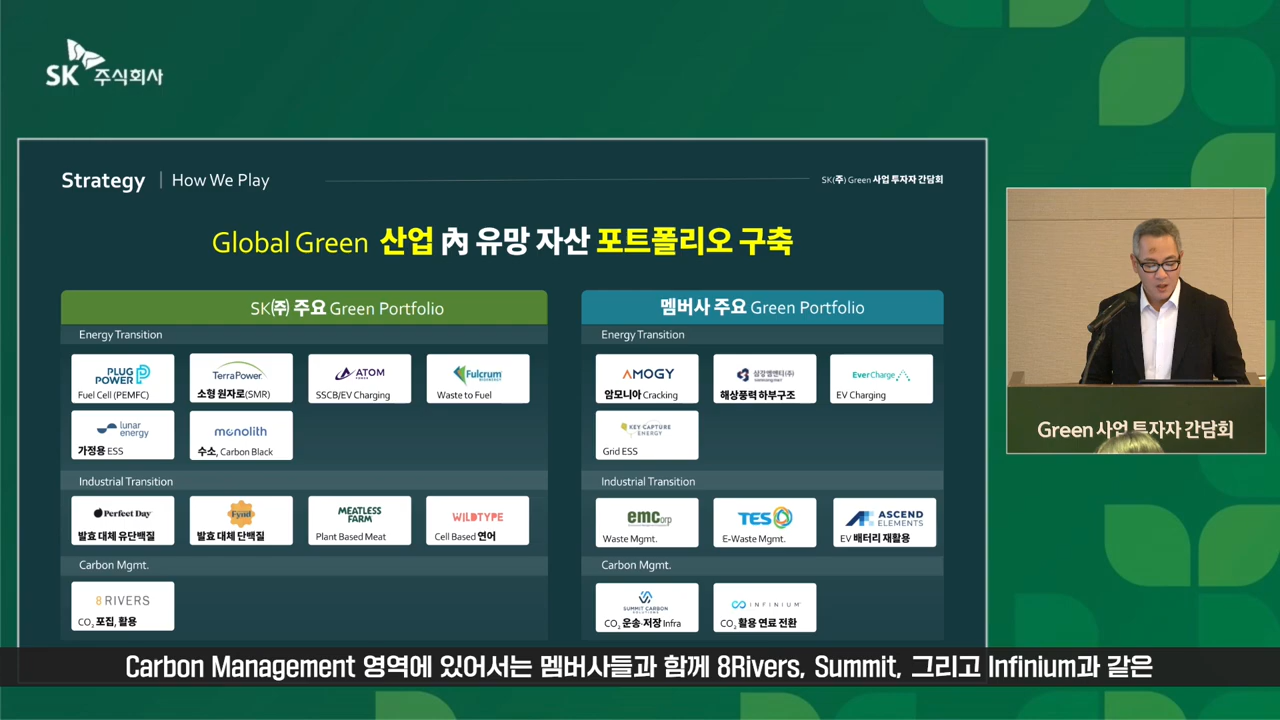 SK 주식회사
Strategy | How We Play
SK(주) Green 사업 투자자 간담회
Global Green 산업 內 유망 자산 포트폴리오 구축
SK㈜ 주요 Green Portfolio
Energy Transition
PLUG POWER
Fuel Cell (PEMFC)
TerraPower
소형 원자로(SMR)
ATOM POWER
SSCB/EV Charging
Fulcrum BIOENERGY
Waste to Fuel
lunar energy
가정용 ESS
monolith
수소, Carbon Black
Industrial Transition
Perfect Day
발효 대체 유단백질
Fynd
발효 대체 단백질
MEATLESS FARM
Plant Based Meat
WILDTYPE
Cell Based 연어
Carbon Mgmt.
8 RIVERS
CO₂ 포집, 활용
멤버사 주요 Green Portfolio
Energy Transition
AMOGY
암모니아 Cracking
삼강엠앤티(주)
해상풍력 하부구조
EverCharge
EV Charging
KEY CAPTURE ENERGY
Grid ESS
Industrial Transition
emcorp
Waste Mgmt.
TES
E-Waste Mgmt.
ASCEND ELEMENTS
EV 배터리 재활용
Carbon Mgmt.
SUMMIT CARBON SOLUTIONS
CO₂ 운송·저장 Infra
INFINIUM
CO₂ 활용 연료 전환
Green 사업 투자자 간담회
Carbon Management 영역에 있어서는 멤버사들과 함께 8Rivers, Summit, 그리고 Infinium과 같은